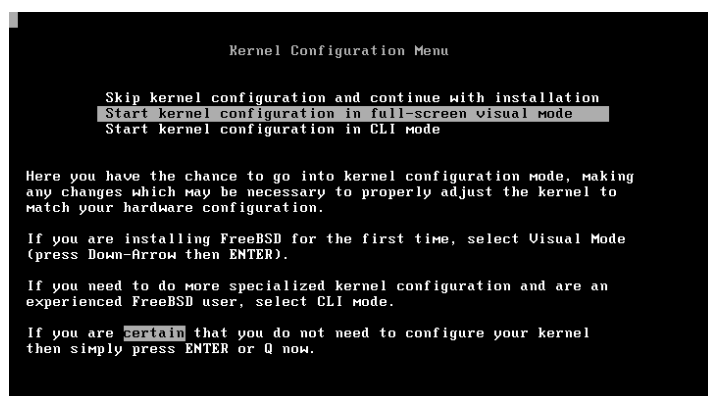 Kernel Configuration Menu
Skip kernel configuration and continue with installation
Start kernel configuration in full-screen visual mode
Start kernel configuration in CLI mode
Here you have the chance to go into kernel configuration mode, making
any changes which may be necessary to properly adjust the kernel to
match your hardware configuration.
If you are installing FreeBSD for the first time, select Visual Mode
(press Down-Arrow then ENTER).
If you need to do more specialized kernel configuration and are an
experienced FreeBSD user, select CLI mode.
If you are certain that you do not need to configure your kernel
then simply press ENTER or Q now.